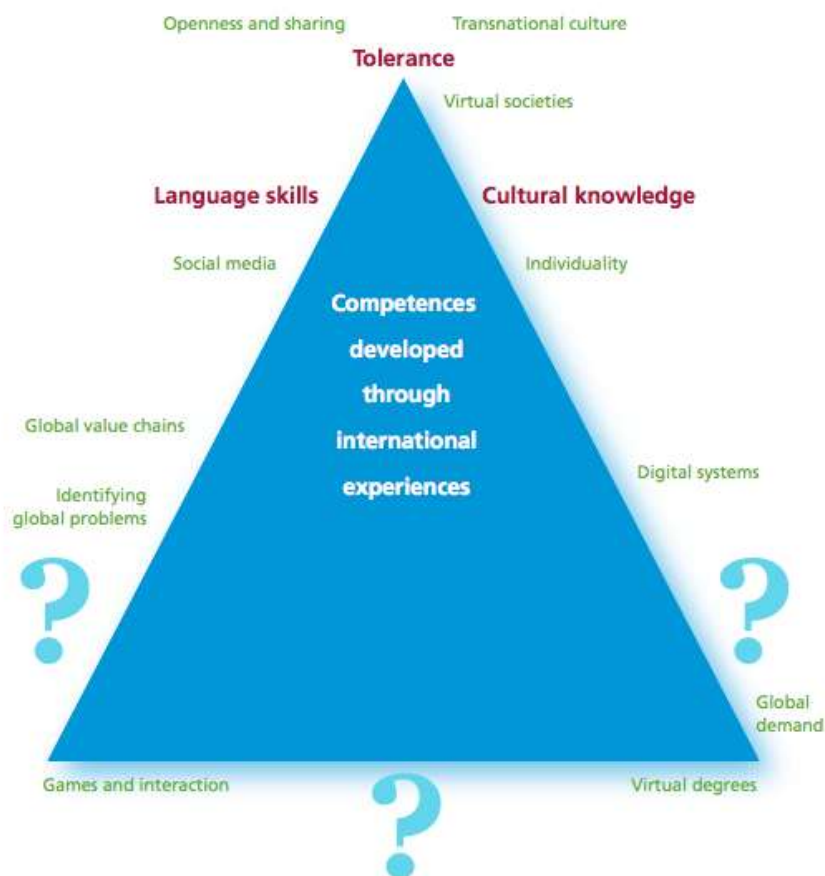 Openness and sharing
Transnational culture
Tolerance
Virtual societies
Language skills
Cultural knowledge
Social media
Individuality
Competences
developed
through
international
experiences
Global value chains
Digital systems
Identifying
global problems
?
?
Global
demand
Games and interaction
Virtual degrees
?